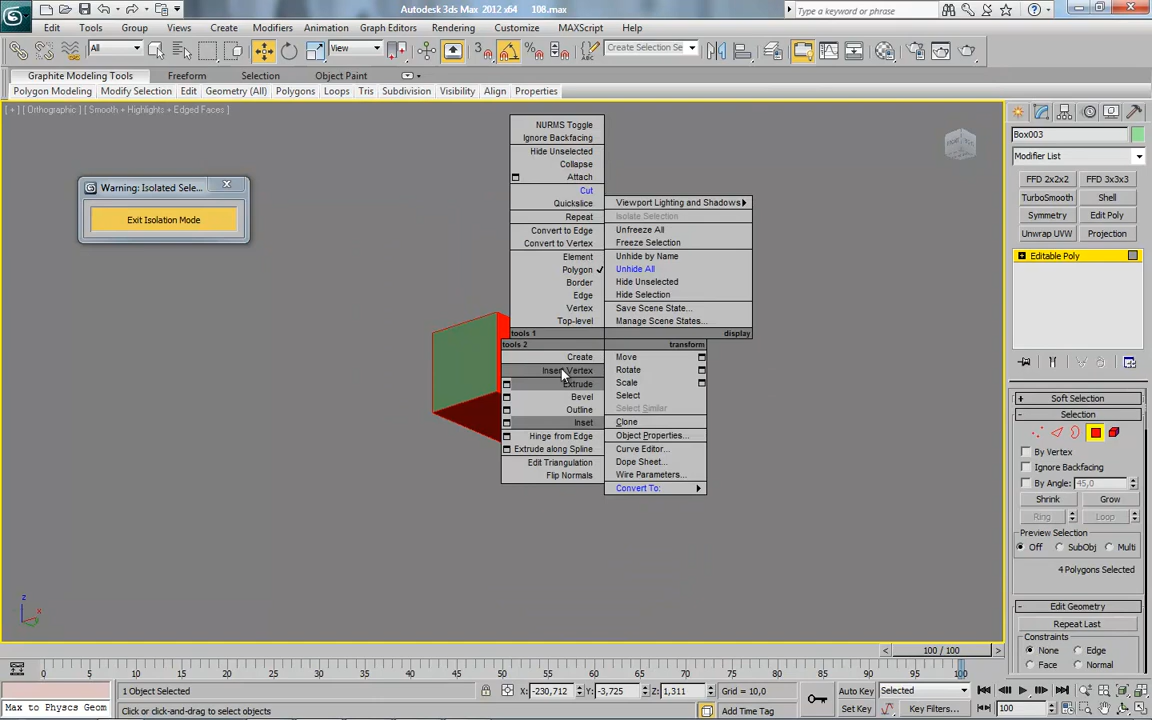 Autodesk 3ds Max 2012 x64 108.max
Type a keyword or phrase
Edit Tools Group Views Create Modifiers Animation Graph Editors Rendering Customize MAXScript Help
All View Create Selection Se
Graphite Modeling Tools Freeform Selection Object Paint
Polygon Modeling Modify Selection Edit Geometry (All) Polygons Loops Tris Subdivision Visibility Align Properties
[ + ] [ Orthographic ] [ Smooth + Highlights + Edged Faces ]
Warning: Isolated Sele...
Exit Isolation Mode
NURMS Toggle
Ignore Backfacing
Hide Unselected
Collapse
Attach
Cut
Quickslice
Repeat
Convert to Edge
Convert to Vertex
Element
Polygon
Border
Edge
Vertex
Top-level
tools 1
Viewport Lighting and Shadows
Isolate Selection
Unfreeze All
Freeze Selection
Unhide by Name
Unhide All
Hide Unselected
Hide Selection
Save Scene State...
Manage Scene States...
display
tools 2
Create
Insert Vertex
Extrude
Bevel
Outline
Inset
Hinge from Edge
Extrude along Spline
Edit Triangulation
Flip Normals
transform
Move
Rotate
Scale
Select
Select Similar
Clone
Object Properties...
Curve Editor...
Dope Sheet...
Wire Parameters...
Convert To:
Box003
Modifier List
FFD 2x2x2 FFD 3x3x3
TurboSmooth Shell
Symmetry Edit Poly
Unwrap UVW Projection
Editable Poly
Soft Selection
Selection
By Vertex
Ignore Backfacing
By Angle: 45,0
Shrink Grow
Ring Loop
Preview Selection
Off SubObj Multi
4 Polygons Selected
Edit Geometry
Repeat Last
Constraints
None Edge
Face Normal
z
x
100 / 100
0 5 10 15 20 25 30 35 40 45 50 55 60 65 70 75 80 85 90 95 100
1 Object Selected X: -230,712 Y: -3,725 Z: 1,311 Grid = 10,0 Auto Key Selected
Max to Physcs Geom Click or click-and-drag to select objects Add Time Tag Set Key Key Filters... 100